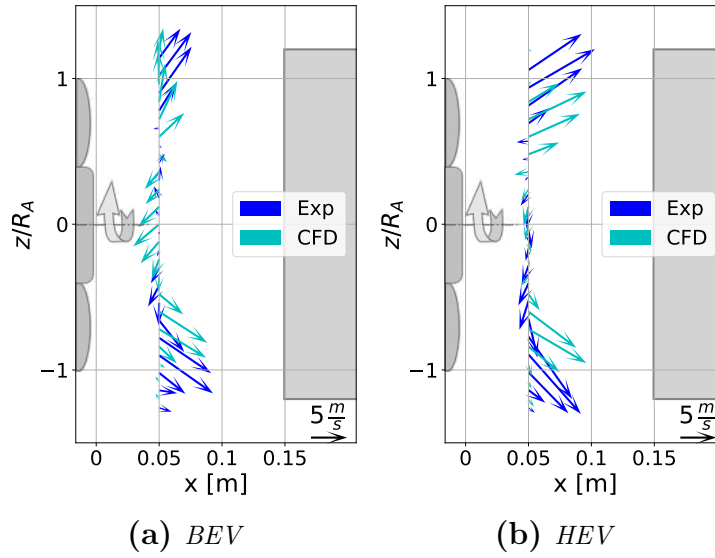 1
0
−1
z/R_A
Exp
CFD
5 m/s
0
0.05
0.1
0.15
x [m]
(a) BEV
1
0
−1
z/R_A
Exp
CFD
5 m/s
0
0.05
0.1
0.15
x [m]
(b) HEV